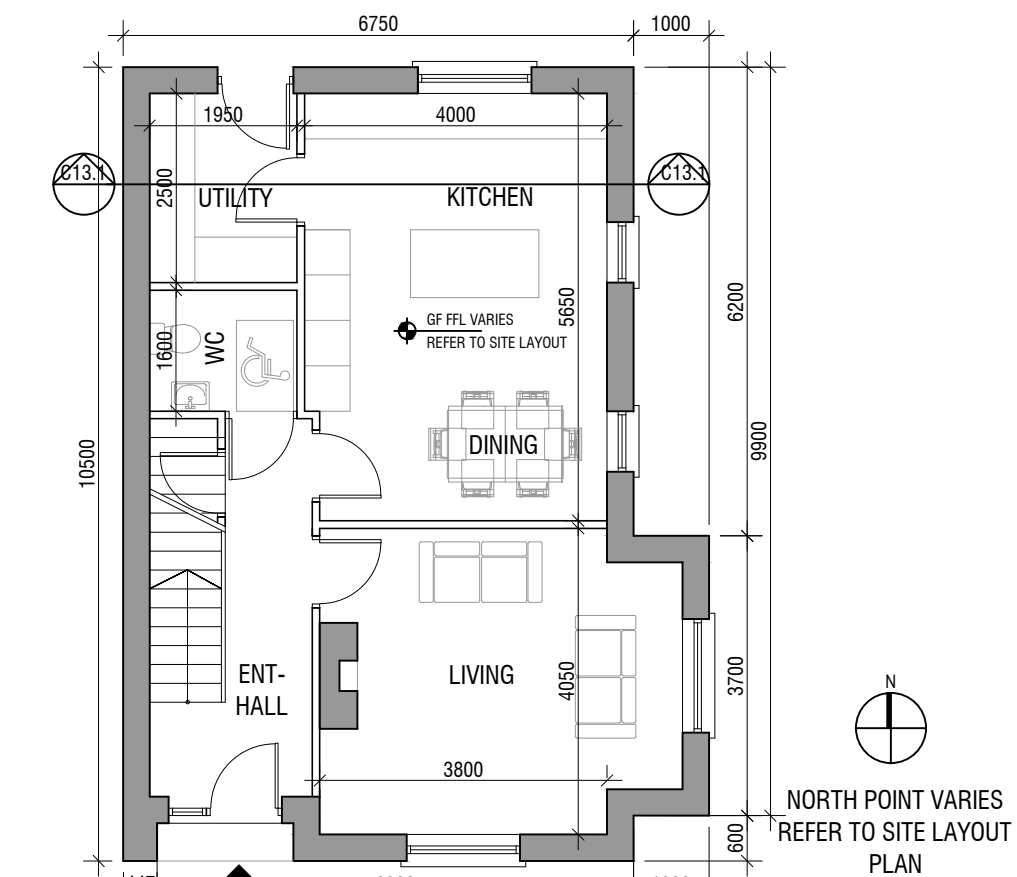 6750
1000
1950
4000
C13.1
C13.1
2500
UTILITY
KITCHEN
6200
5650
GF FFL VARIES
REFER TO SITE LAYOUT
1600
WC
DINING
10500
9900
ENT-
HALL
LIVING
4050
3700
N
3800
NORTH POINT VARIES
REFER TO SITE LAYOUT
PLAN
600